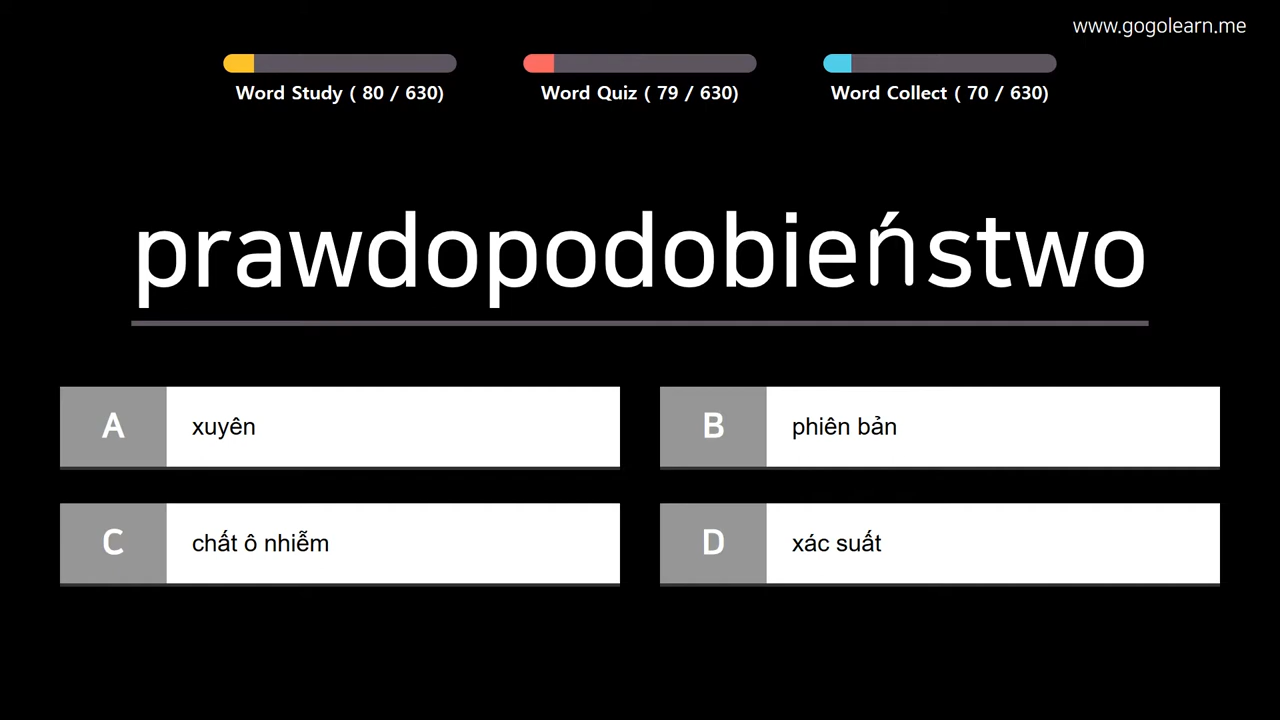 www.gogolearn.me
Word Study ( 80 / 630)
Word Quiz ( 79 / 630)
Word Collect ( 70 / 630)
prawdopodobieństwo
A xuyên
B phiên bản
C chất ô nhiễm
D xác suất